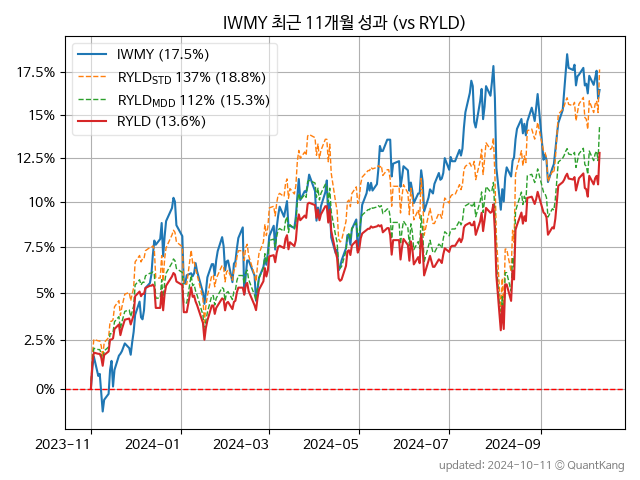 IWMY 최근 11개월 성과 (vs RYLD)
IWMY (17.5%)
RYLD_STD 137% (18.8%)
RYLD_MDD 112% (15.3%)
RYLD (13.6%)
17.5%
15%
12.5%
10%
7.5%
5%
2.5%
0%
2023-11 2024-01 2024-03 2024-05 2024-07 2024-09
updated: 2024-10-11 © QuantKang